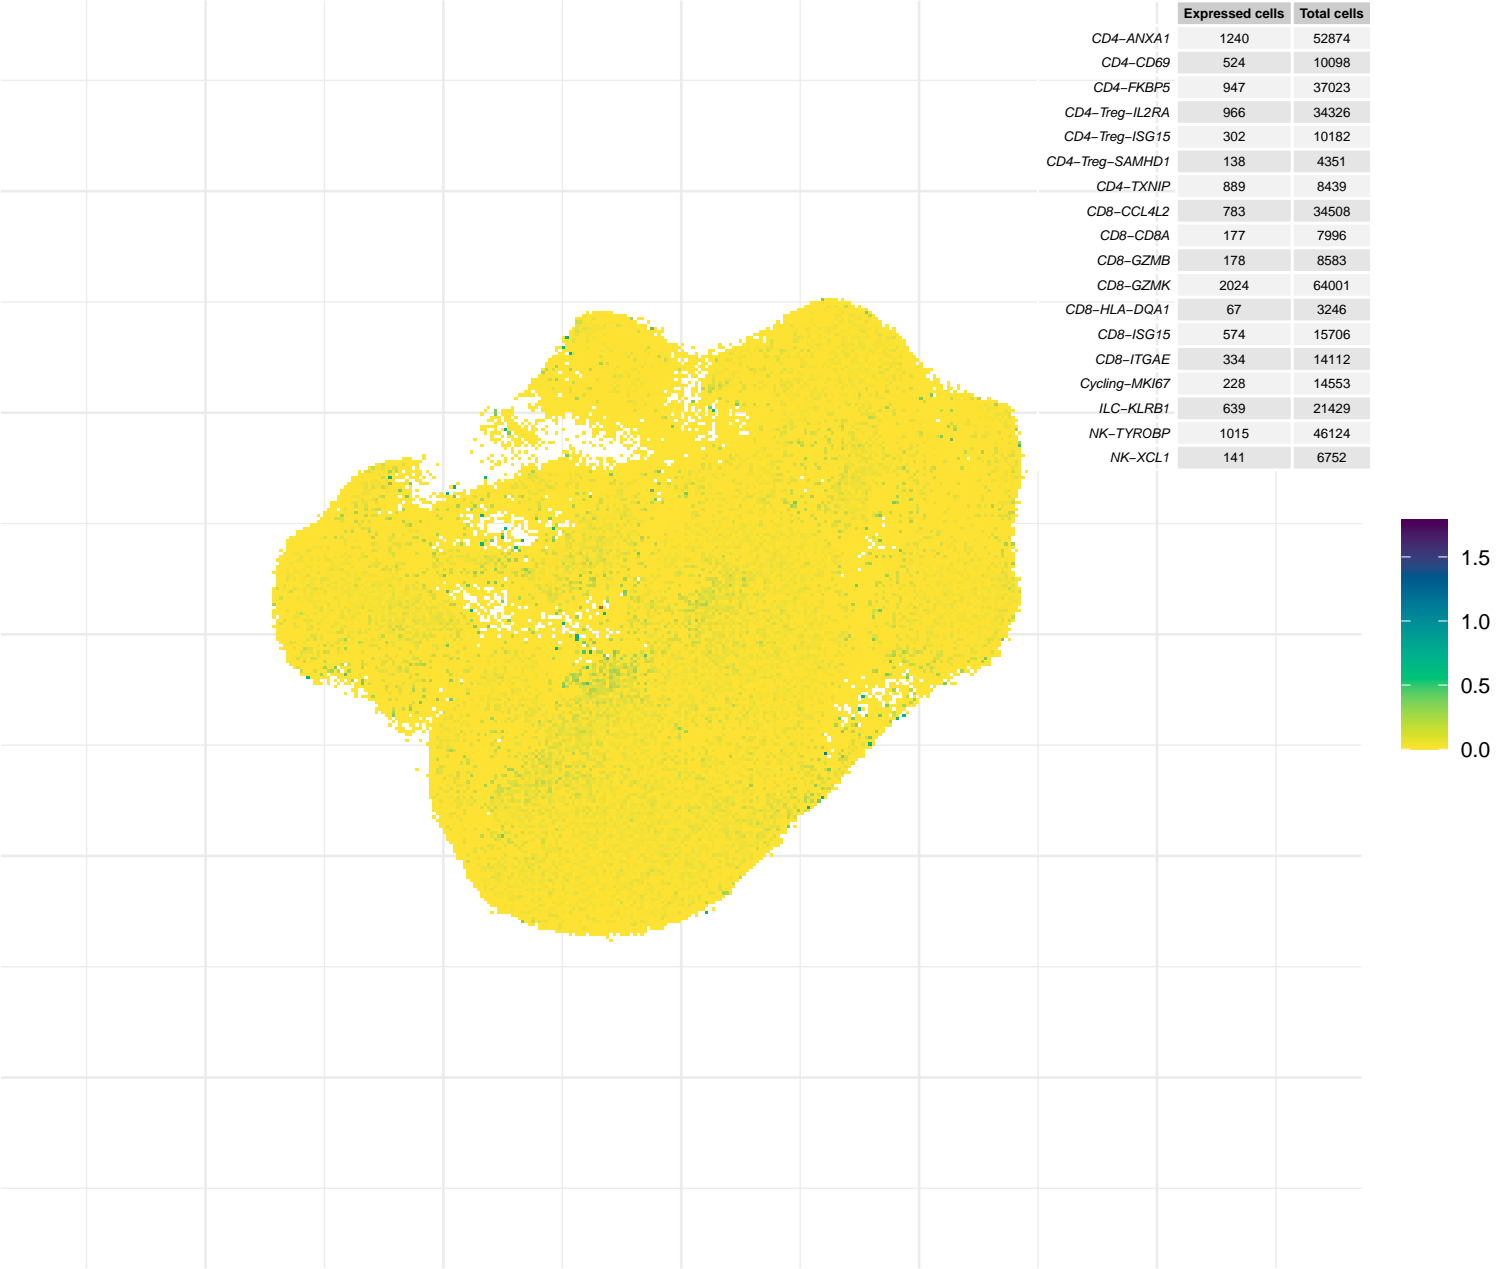 Expressed cells Total cells
CD4−ANXA1 1240 52874
CD4−CD69 524 10098
CD4−FKBP5 947 37023
CD4−Treg−IL2RA 966 34326
CD4−Treg−ISG15 302 10182
CD4−Treg−SAMHD1 138 4351
CD4−TXNIP 889 8439
CD8−CCL4L2 783 34508
CD8−CD8A 177 7996
CD8−GZMB 178 8583
CD8−GZMK 2024 64001
CD8−HLA−DQA1 67 3246
CD8−ISG15 574 15706
CD8−ITGAE 334 14112
Cycling−MKI67 228 14553
ILC−KLRB1 639 21429
NK−TYROBP 1015 46124
NK−XCL1 141 6752
1.5
1.0
0.5
0.0